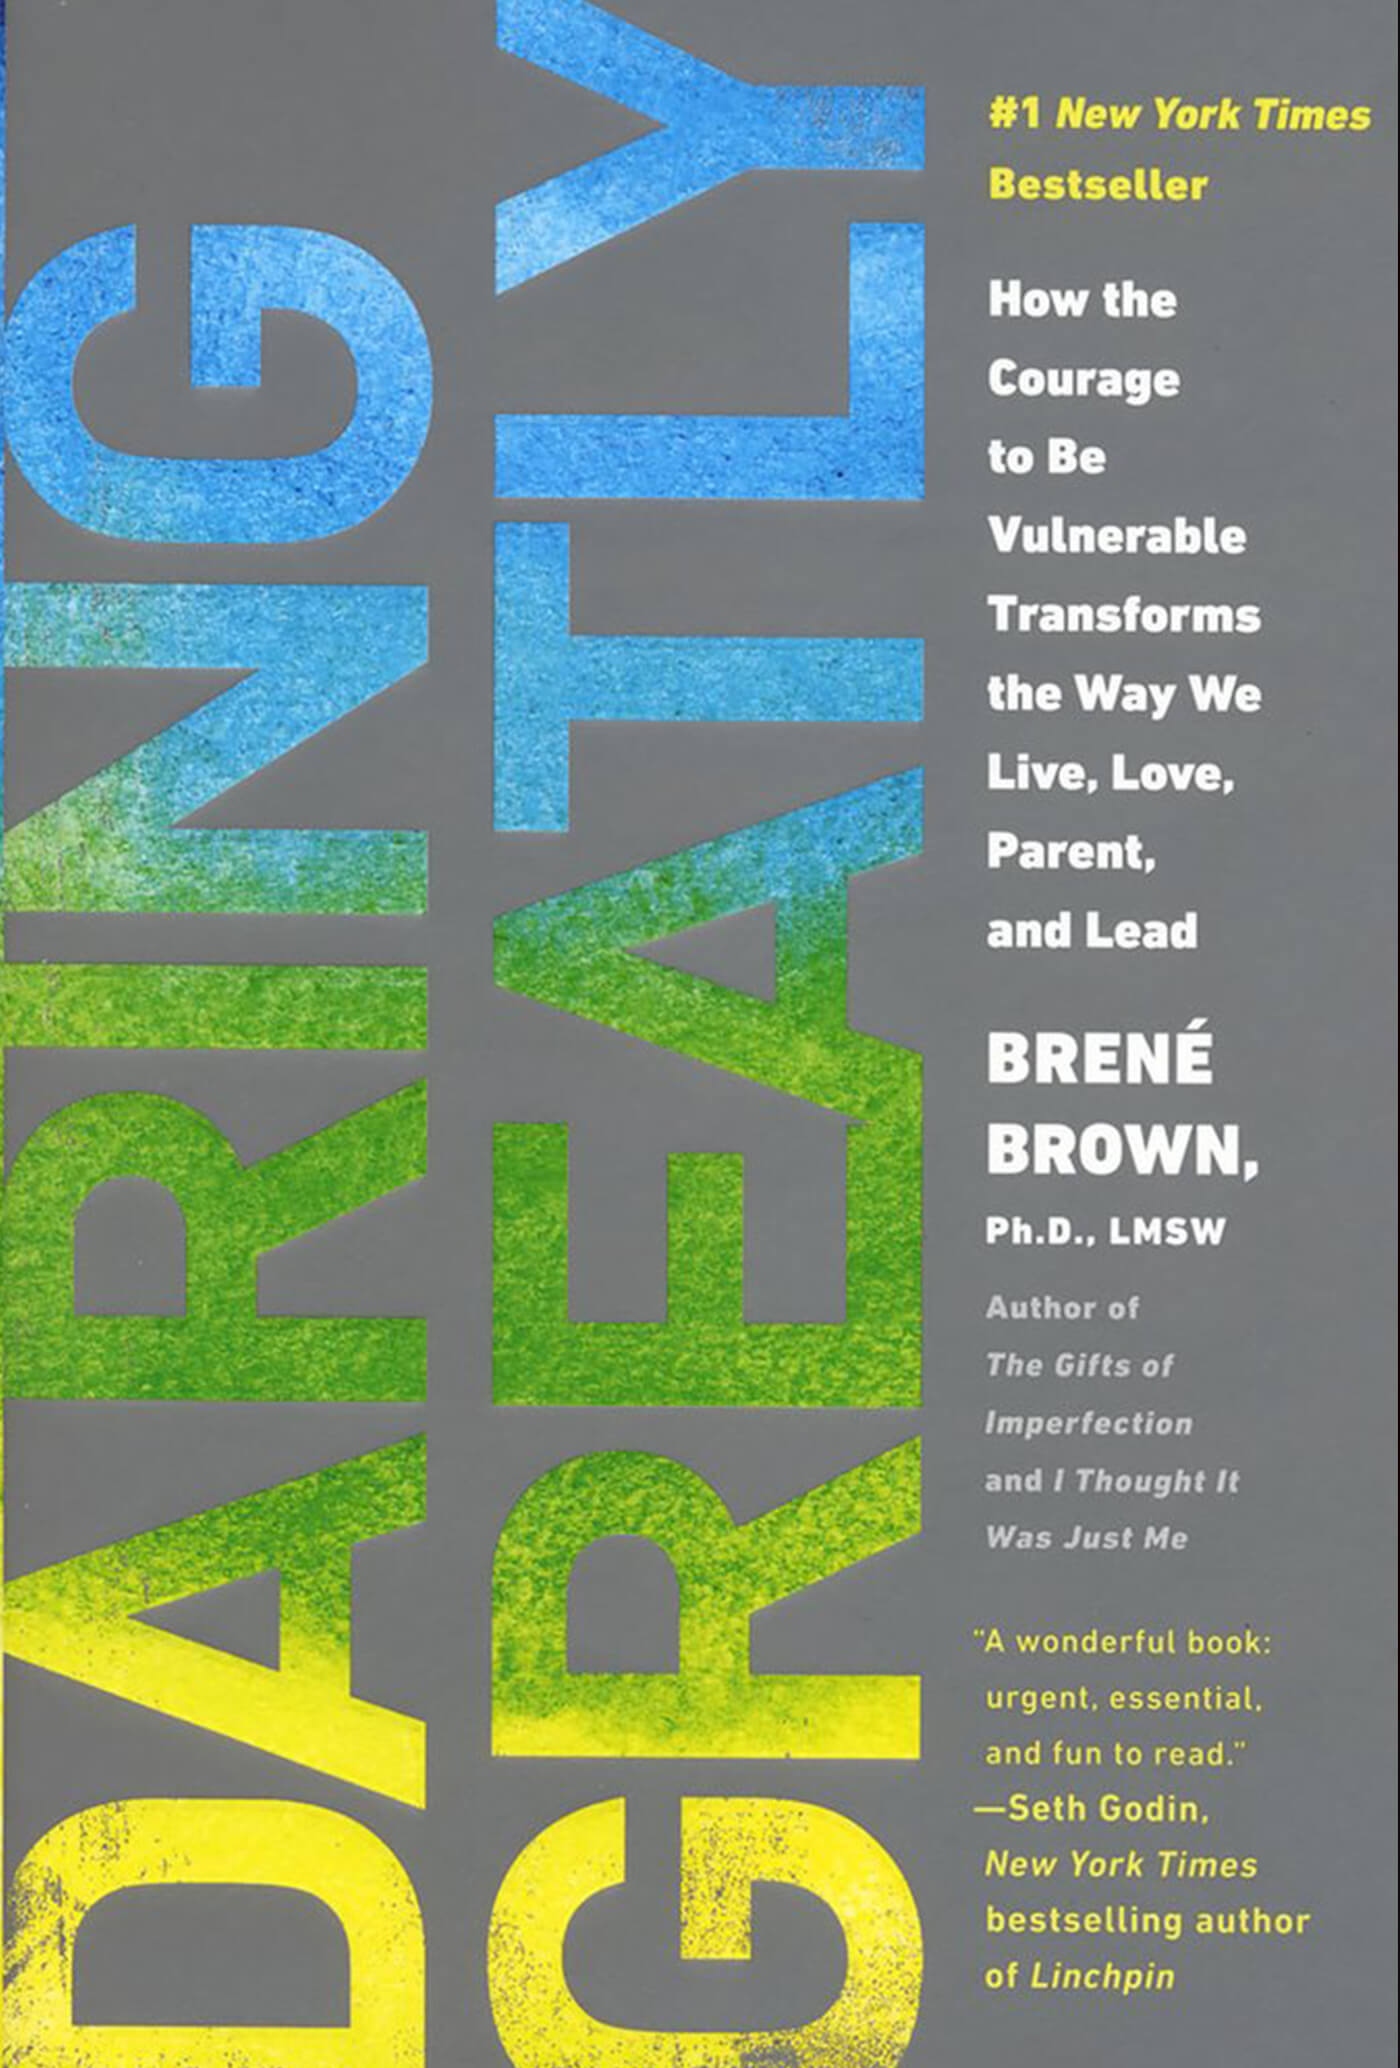 DARING
GREATLY
#1 New York Times
Bestseller
How the
Courage
to Be
Vulnerable
Transforms
the Way We
Live, Love,
Parent,
and Lead
BRENÉ
BROWN,
Ph.D., LMSW
Author of
The Gifts of
Imperfection
and I Thought It
Was Just Me
"A wonderful book:
urgent, essential,
and fun to read."
—Seth Godin,
New York Times
bestselling author
of Linchpin